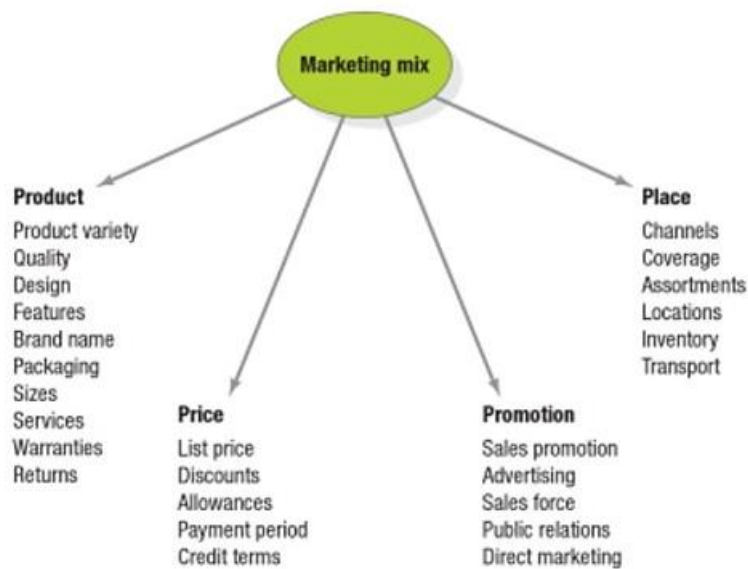 Marketing mix
Product
Product variety
Quality
Design
Features
Brand name
Packaging
Sizes
Services
Warranties
Returns
Price
List price
Discounts
Allowances
Payment period
Credit terms
Promotion
Sales promotion
Advertising
Sales force
Public relations
Direct marketing
Place
Channels
Coverage
Assortments
Locations
Inventory
Transport